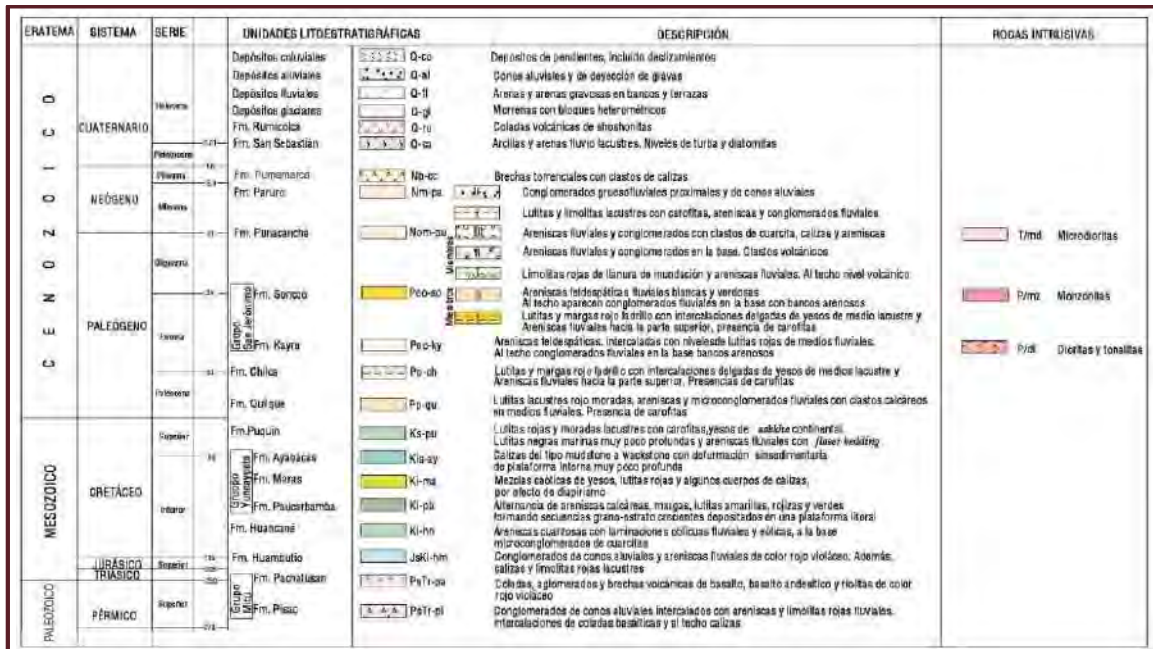 ERATEMA SISTEMA SERIE UNIDADES LITOESTRATIGRÁFICAS DESCRIPCIÓN ROCAS INTRUSIVAS
CENOZOICO
CUATERNARIO
Depósitos coluviales Q-co Depositos de pendientes, incluido deslizamientos
Depósitos aluviales Q-al Conos aluviales y de deyección de gravas
Depósitos fluviales Q-fl Arenas y arenas gravosas en bancos y terrazas
Depósitos glaciares Q-gl Morrenas con bloques heterométricos
Fm. Rumicolca Q-ru Coladas volcánicas de shoshonitas
Fm. San Sebastián Q-sa Arcillas y arenas fluvio lacustres. Niveles de turba y diatomitas
NEÓGENO
Brechas torrenciales con clastos de calizas
Fm. Paruro Nm-pa Conglomerados gruesofluviales proximales y de conos aluviales
Lutitas y limolitas lacustres con carofitas, areniscas y conglomerados fluviales
Fm. Punacancha Nom-pu Areniscas fluviales y conglomerados con clastos de cuarcita, calizas y areniscas
T/md Microdioritas
Areniscas fluviales y conglomerados en la base. Clastos volcánicos
Limolitas rojas de llanura de inundación y areniscas fluviales. Al techo nivel volcánico
PALEÓGENO
Grupo San Jerónimo
Fm. Soncco Peo-so Areniscas feldespáticas fluviales blancas y verdosas
P/mz Monzonitas
Al techo aparecen conglomerados fluviales en la base con bancos arenosos
Lutitas y margas rojo ladrillo con intercalaciones delgadas de yesos de medio lacustre y
Areniscas fluviales hacia la parte superior, presencia de carofitas
Fm. Kayra Peo-ky Areniscas feldespáticas, intercaladas con nivelesde lutitas rojas de medios fluviales.
Al techo conglomerados fluviales en la base bancos arenosos
P/di Dioritas y tonalitas
Fm. Chilca Pp-ch Lutitas y margas rojo ladrillo con intercalaciones delgadas de yesos de medios lacustre y
Areniscas fluviales hacia la parte superior. Presencias de carofitas
Fm. Quilque Pp-qu Lutitas lacustres rojo moradas, areniscas y microconglomerados fluviales con clastos calcáreos
en medios fluviales. Presencia de carofitas
MESOZOICO
CRETÁCEO
Superior
Fm.Puquin Ks-pu Lutitas rojas y moradas lacustres con carofitas,yesos de sabkha continental.
Lutitas negras marinas muy poco profundas y areniscas fluviales con flaser bedding
Grupo Yuncaypata
Fm. Ayabacas Kis-ay Calizas del tipo mudstone a wackstone con deformación sinsedimentaria
de plataforma interna muy poco profunda
Fm. Maras Ki-ma Mezclas caóticas de yesos, lutitas rojas y algunos cuerpos de calizas,
por efecto de diapirismo
Inferior
Fm. Paucarbamba Ki-pb Alternancia de areniscas calcáreas, margas, lutitas amarillas, rojizas y verdes
formando secuencias grano-estrato crecientes depositados en una plataforma litoral
Fm. Huancané Ki-hn Areniscas cuarzosas con laminaciones oblicuas fluviales y eólicas, a la base
microconglomerados de cuarcitas
JURÁSICO Superior
Fm. Huambutio JsKi-hm Conglomerados de conos aluviales y areniscas fluviales de color rojo violáceo. Además,
calizas y limolitas rojas lacustres
TRIÁSICO
PALEOZOICO
PÉRMICO
Superior
Grupo Mitu
Fm. Pachatusan PsTr-pa Coladas, aglomerados y brechas volcánicas de basalto, basalto andesítico y riolitas de color
rojo violáceo
Fm. Pisac PsTr-pi Conglomerados de conos aluviales intercalados con areniscas y limolitas rojas fluviales,
intercalaciones de coladas basálticas y al techo calizas